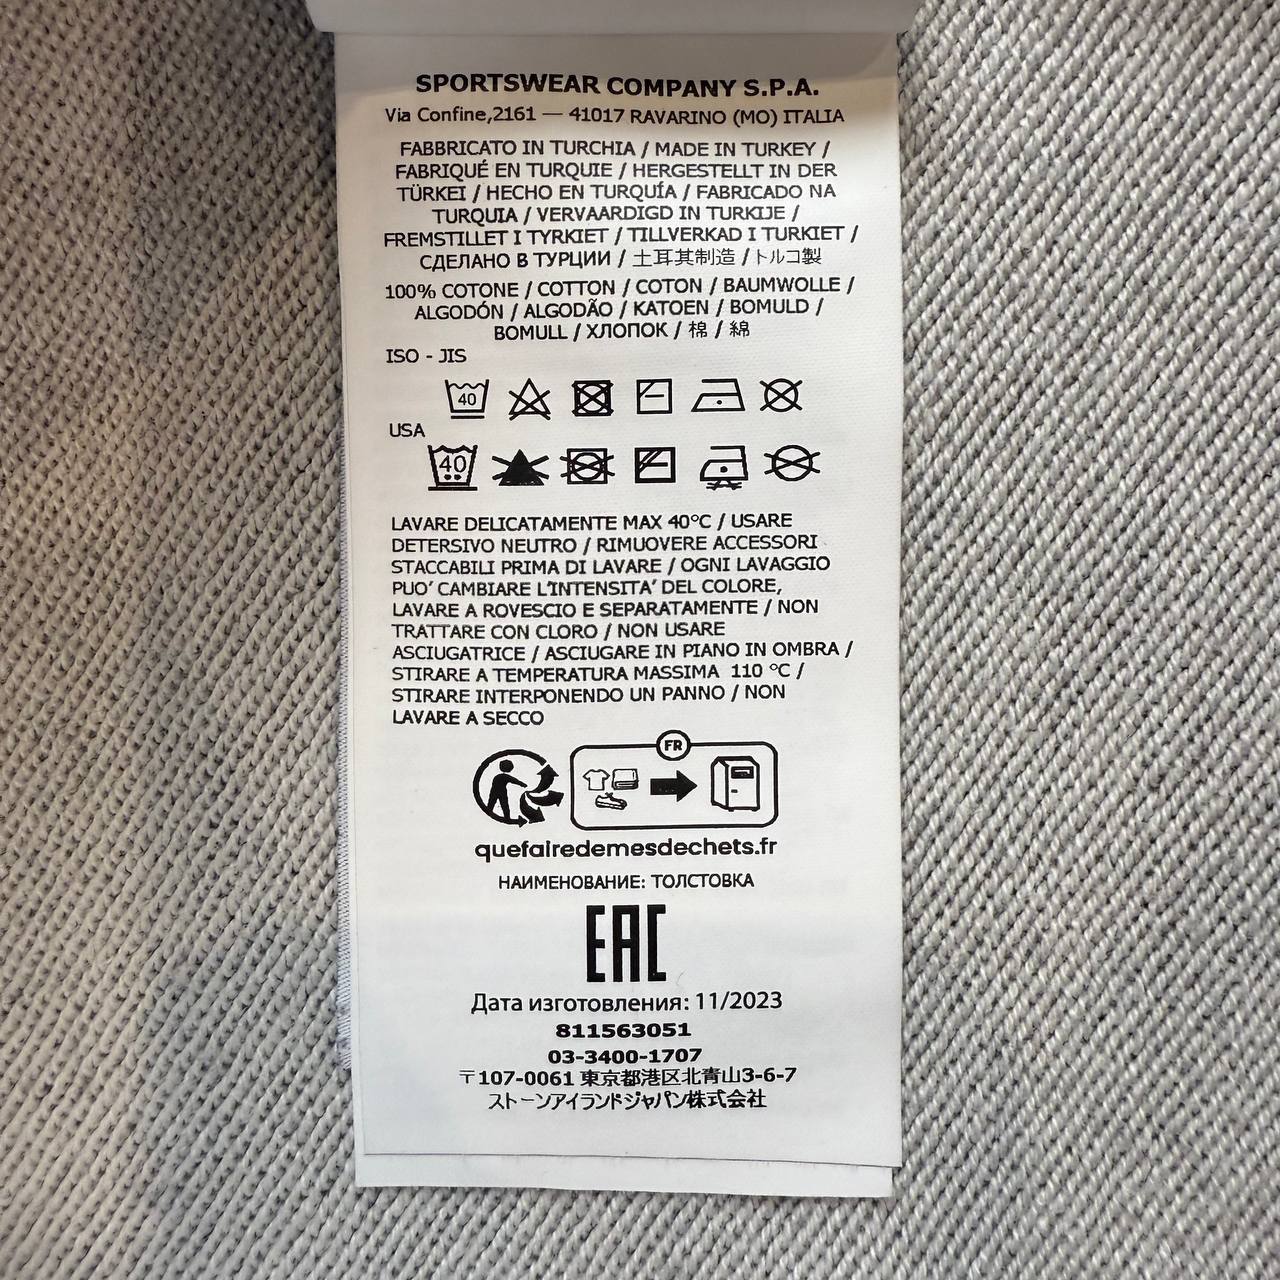 SPORTSWEAR COMPANY S.P.A.
Via Confine,2161 — 41017 RAVARINO (MO) ITALIA
FABBRICATO IN TURCHIA / MADE IN TURKEY /
FABRIQUÉ EN TURQUIE / HERGESTELLT IN DER
TÜRKEI / HECHO EN TURQUÍA / FABRICADO NA
TURQUIA / VERVAARDIGD IN TURKIJE /
FREMSTILLET I TYRKIET / TILLVERKAD I TURKIET /
СДЕЛАНО В ТУРЦИИ / 土耳其制造 / トルコ製
100% COTONE / COTTON / COTON / BAUMWOLLE /
ALGODÓN / ALGODÃO / KATOEN / BOMULD /
BOMULL / ХЛОПОК / 棉 / 綿
ISO - JIS
40
USA
40
LAVARE DELICATAMENTE MAX 40°C / USARE
DETERSIVO NEUTRO / RIMUOVERE ACCESSORI
STACCABILI PRIMA DI LAVARE / OGNI LAVAGGIO
PUO' CAMBIARE L'INTENSITA' DEL COLORE,
LAVARE A ROVESCIO E SEPARATAMENTE / NON
TRATTARE CON CLORO / NON USARE
ASCIUGATRICE / ASCIUGARE IN PIANO IN OMBRA /
STIRARE A TEMPERATURA MASSIMA 110 °C /
STIRARE INTERPONENDO UN PANNO / NON
LAVARE A SECCO
FR
quefairedemesdechets.fr
НАИМЕНОВАНИЕ: ТОЛСТОВКА
EAC
Дата изготовления: 11/2023
811563051
03-3400-1707
〒107-0061 東京都港区北青山3-6-7
ストーンアイランドジャパン株式会社